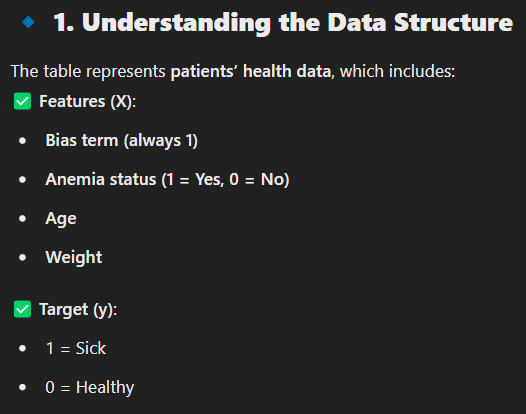 🔹 1. Understanding the Data Structure
The table represents patients’ health data, which includes:
✅ Features (X):
• Bias term (always 1)
• Anemia status (1 = Yes, 0 = No)
• Age
• Weight
✅ Target (y):
• 1 = Sick
• 0 = Healthy